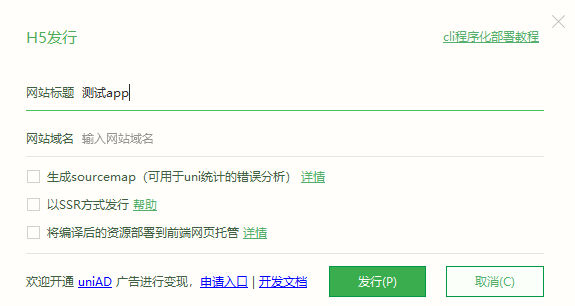 H5发行 cli程序化部署教程
网站标题 测试app
网站域名 输入网站域名
生成sourcemap（可用于uni统计的错误分析） 详情
以SSR方式发行 帮助
将编译后的资源部署到前端网页托管 详情
欢迎开通 uniAD 广告进行变现，申请入口 | 开发文档 发行(P) 取消(C)